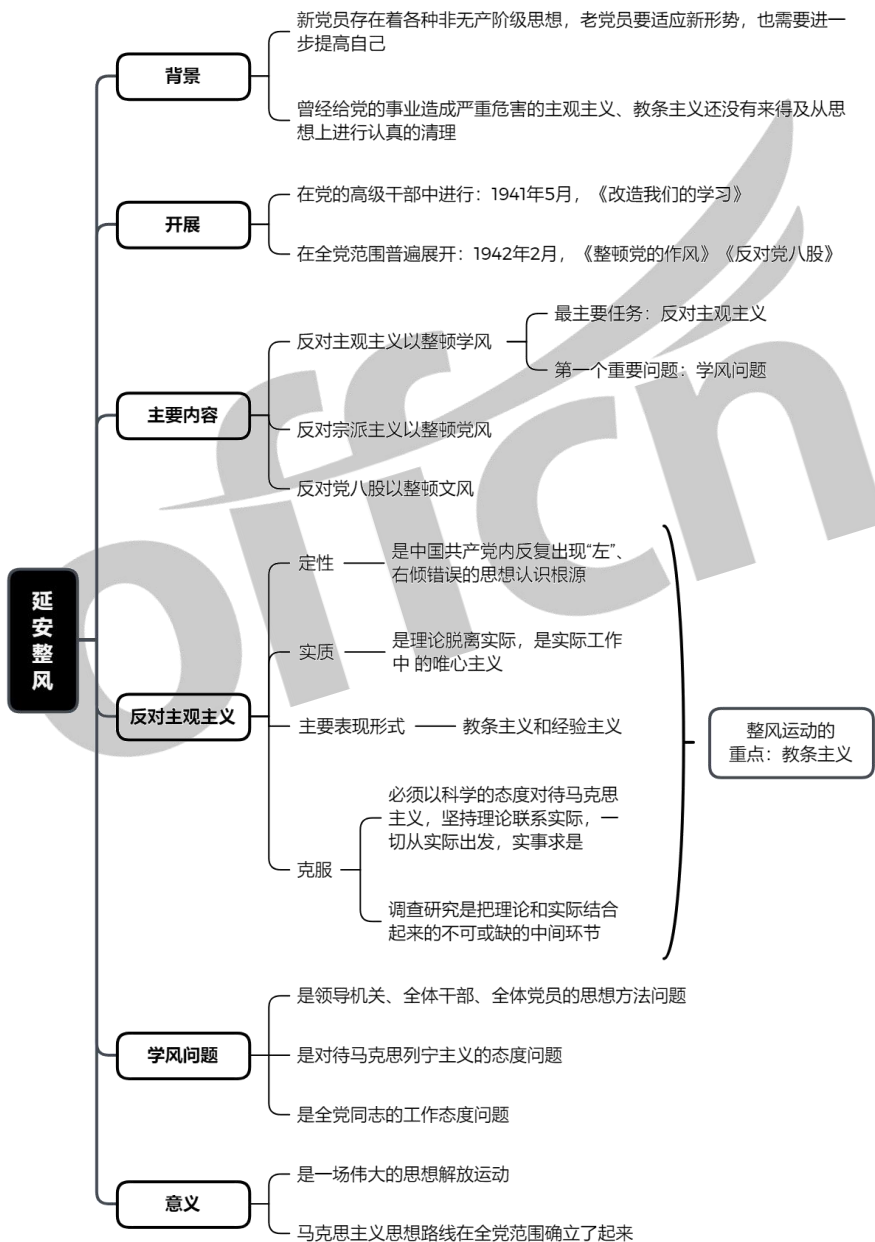 延安整风
背景
新党员存在着各种非无产阶级思想，老党员要适应新形势，也需要进一
步提高自己
曾经给党的事业造成严重危害的主观主义、教条主义还没有来得及从思
想上进行认真的清理
开展
在党的高级干部中进行：1941年5月，《改造我们的学习》
在全党范围普遍展开：1942年2月，《整顿党的作风》《反对党八股》
主要内容
反对主观主义以整顿学风
最主要任务：反对主观主义
第一个重要问题：学风问题
反对宗派主义以整顿党风
反对党八股以整顿文风
反对主观主义
定性
是中国共产党内反复出现“左”、
右倾错误的思想认识根源
实质
是理论脱离实际，是实际工作
中 的唯心主义
主要表现形式
教条主义和经验主义
克服
必须以科学的态度对待马克思
主义，坚持理论联系实际，一
切从实际出发，实事求是
调查研究是把理论和实际结合
起来的不可或缺的中间环节
整风运动的
重点：教条主义
学风问题
是领导机关、全体干部、全体党员的思想方法问题
是对待马克思列宁主义的态度问题
是全党同志的工作态度问题
意义
是一场伟大的思想解放运动
马克思主义思想路线在全党范围确立了起来
offcn